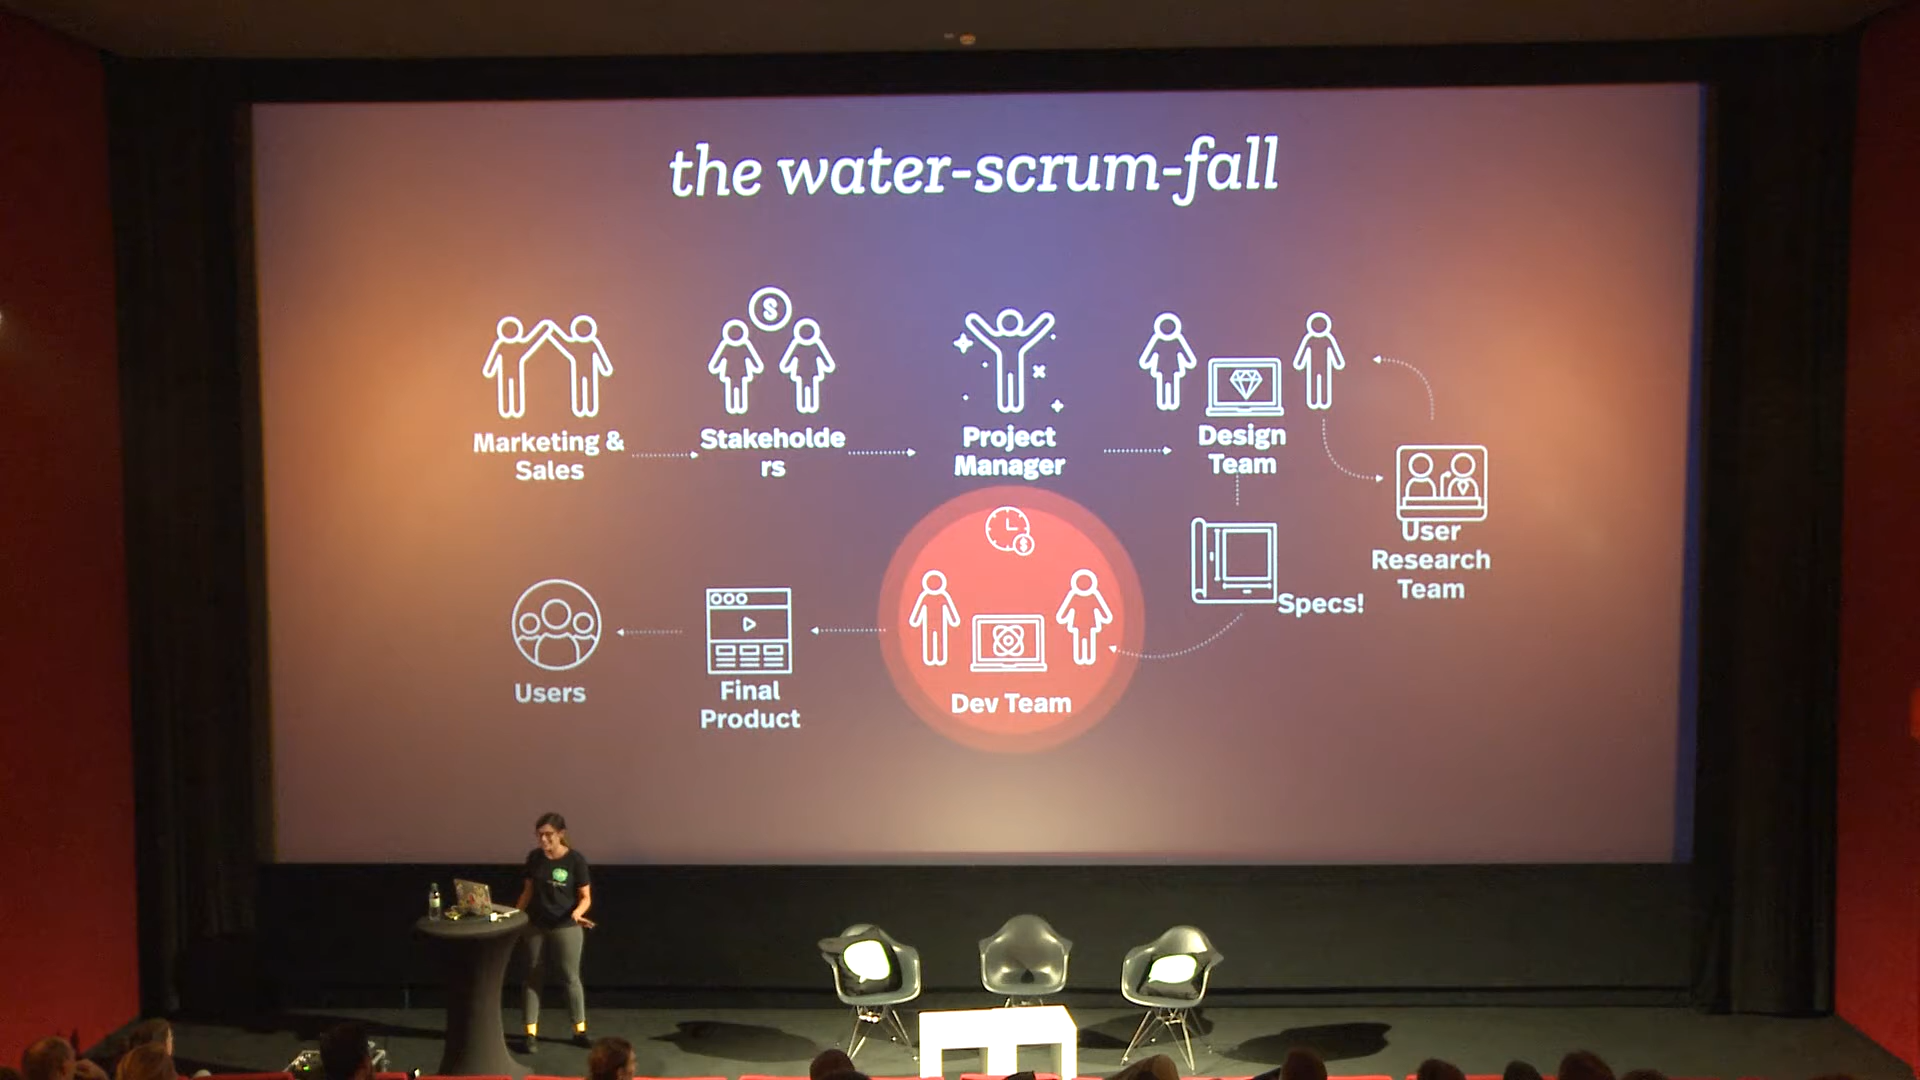 the water-scrum-fall
$
Marketing &
Sales
Stakeholde
rs
Project
Manager
Design
Team
User
Research
Team
Specs!
$
Dev Team
Final
Product
Users